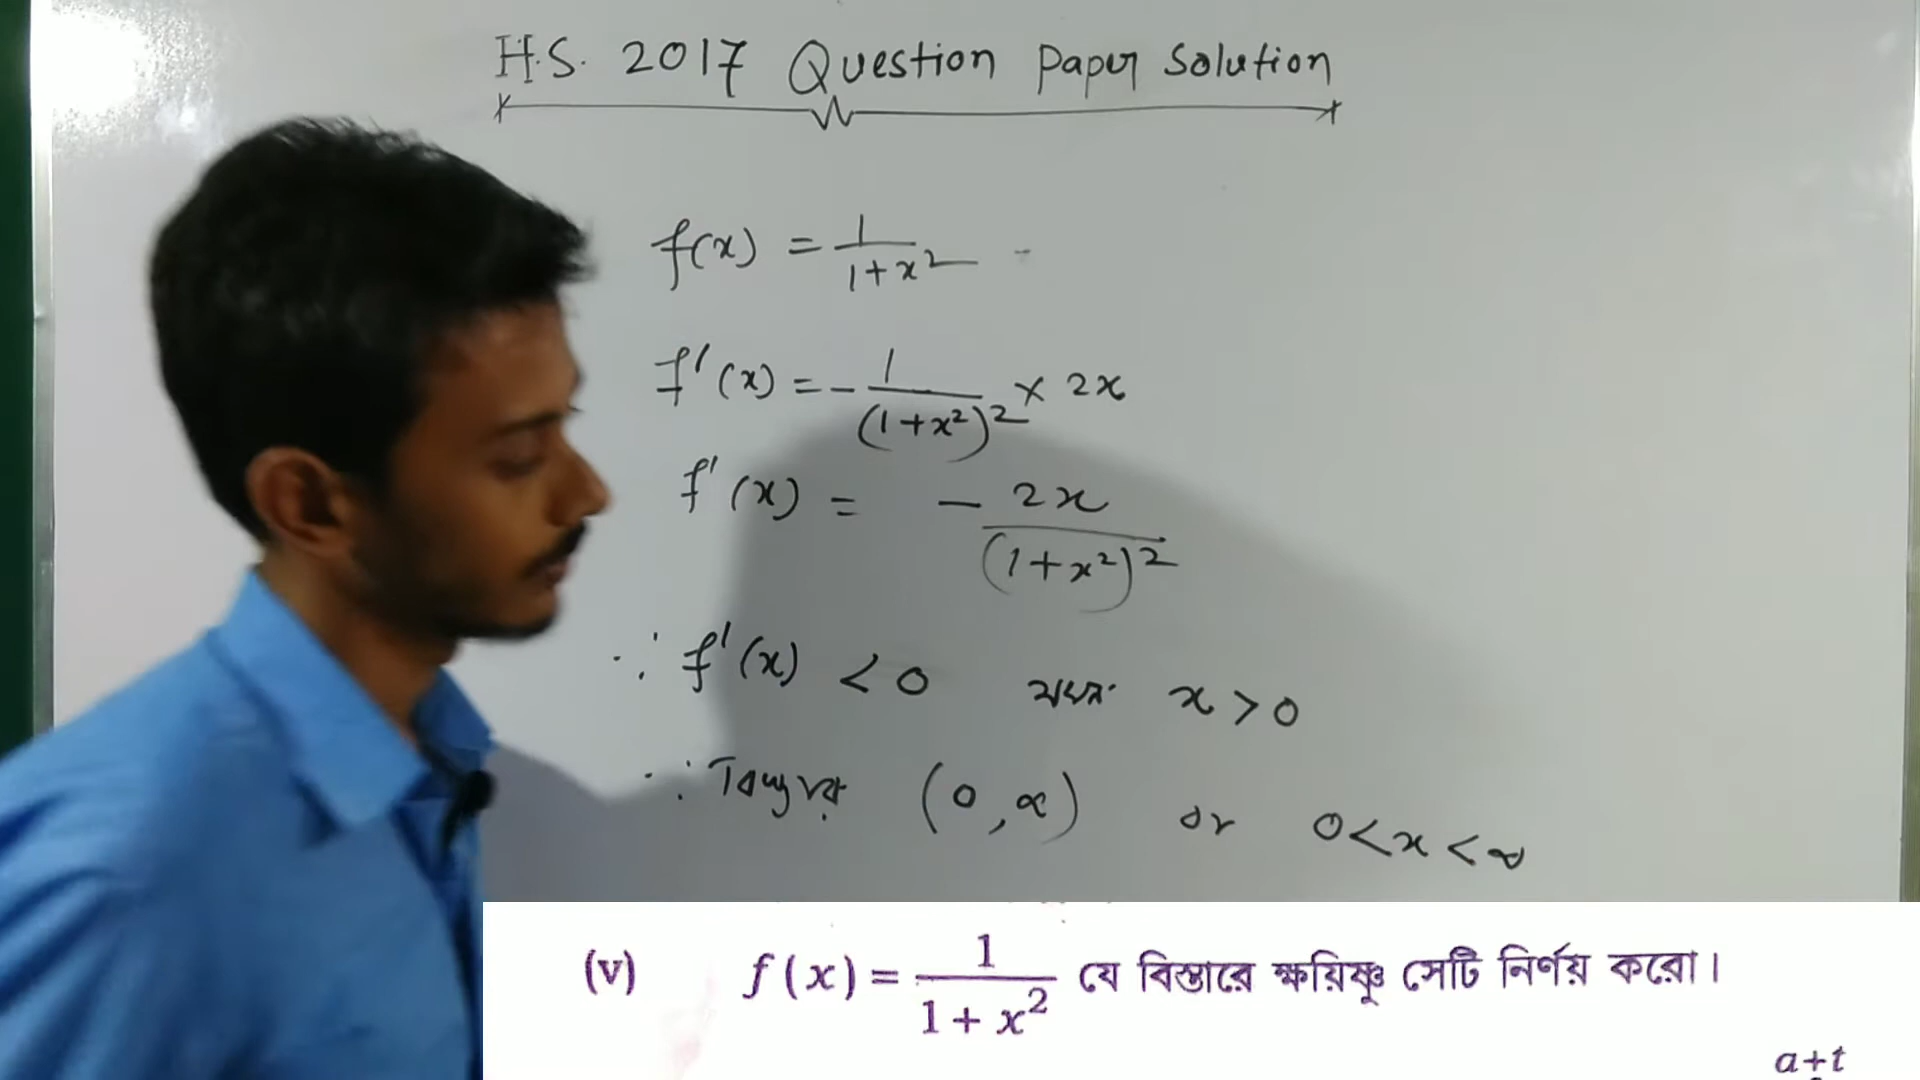 H.S. 2017 Question Paper Solution
f(x) = 1/(1+x²)
f'(x) = - 1/(1+x²)² × 2x
f'(x) = - 2x/(1+x²)²
∵ f'(x) < 0 যখন x > 0
∴ (0, ∝) or 0<x<∝
(v) f(x) = 1/(1+x²) যে বিস্তারে ক্ষয়িষ্ণু সেটি নির্ণয় করো।
a+t